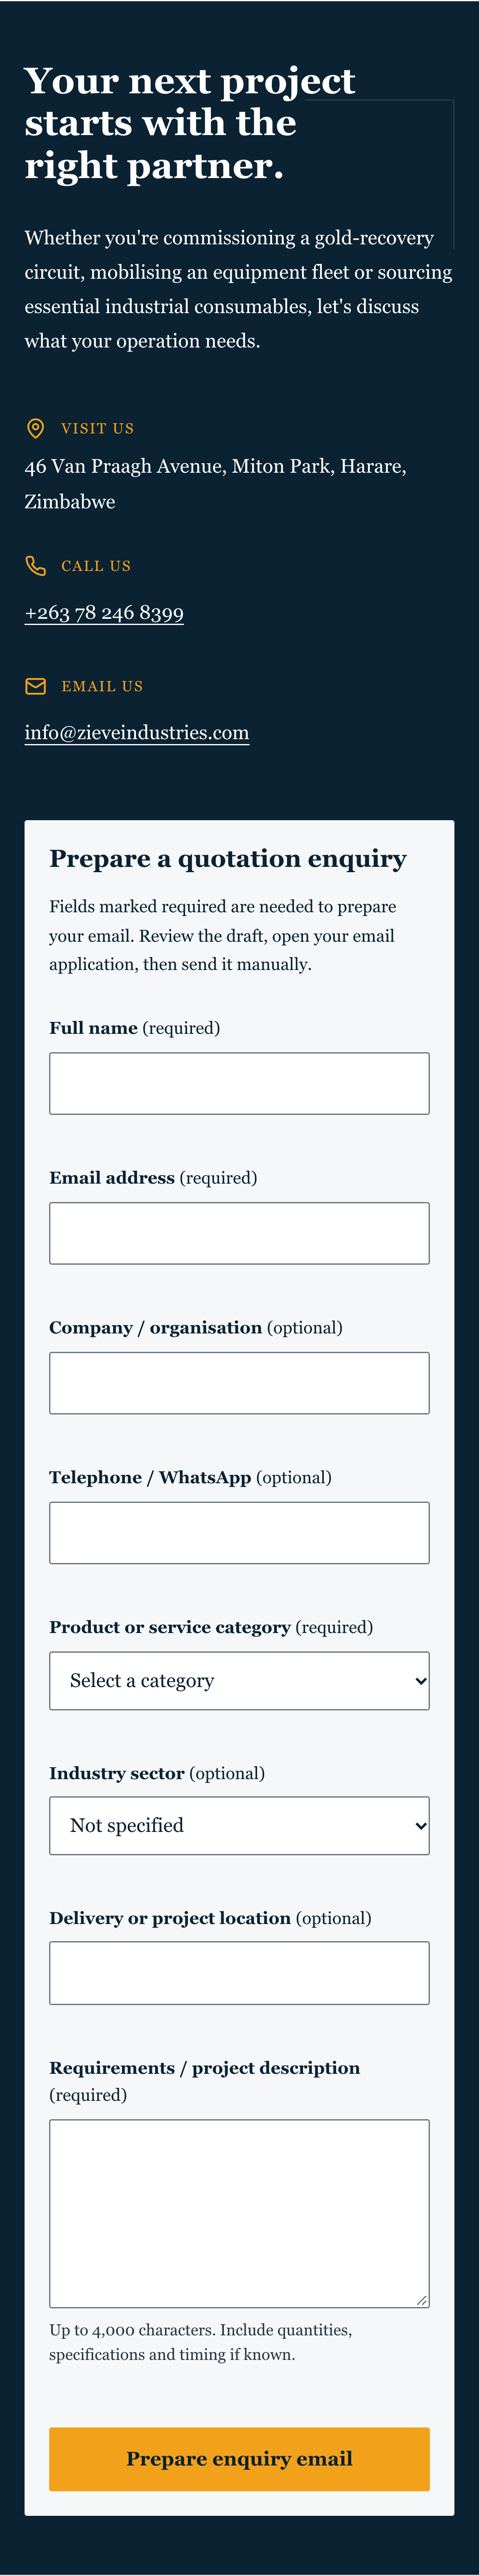 Your next project
starts with the
right partner.
Whether you're commissioning a gold-recovery
circuit, mobilising an equipment fleet or sourcing
essential industrial consumables, let's discuss
what your operation needs.
VISIT US
46 Van Praagh Avenue, Miton Park, Harare,
Zimbabwe
CALL US
+263 78 246 8399
EMAIL US
info@zieveindustries.com
Prepare a quotation enquiry
Fields marked required are needed to prepare
your email. Review the draft, open your email
application, then send it manually.
Full name (required)
Email address (required)
Company / organisation (optional)
Telephone / WhatsApp (optional)
Product or service category (required)
Select a category
Industry sector (optional)
Not specified
Delivery or project location (optional)
Requirements / project description
(required)
Up to 4,000 characters. Include quantities,
specifications and timing if known.
Prepare enquiry email